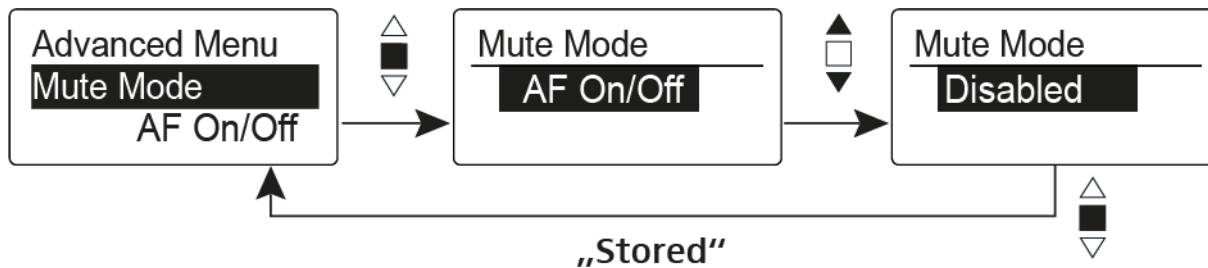 Advanced Menu
Mute Mode
AF On/Off
Mute Mode
AF On/Off
Mute Mode
Disabled
„Stored“